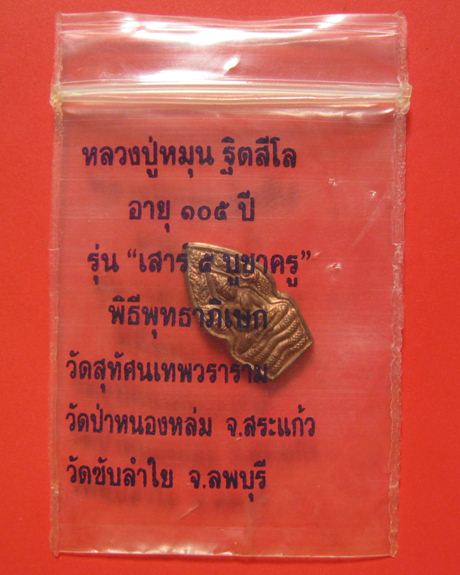 หลวงปู่หมุน ฐิตสีโล
อายุ ๑๐๕ ปี
รุ่น “เสาร์ ๕ บูชาครู”
พิธีพุทธาภิเษก
วัดสุทัศนเทพวราราม
วัดป่าหนองหล่ม จ.สระแก้ว
วัดซับลำใย จ.ลพบุรี